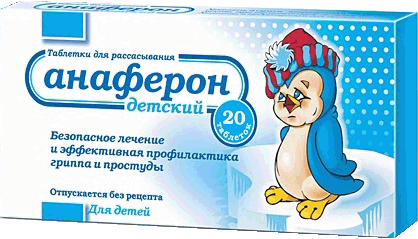 Таблетки для рассасывания
анаферон
детский
20
таблеток
Безопасное лечение
и эффективная профилактика
гриппа и простуды
Отпускается без рецепта
Для детей